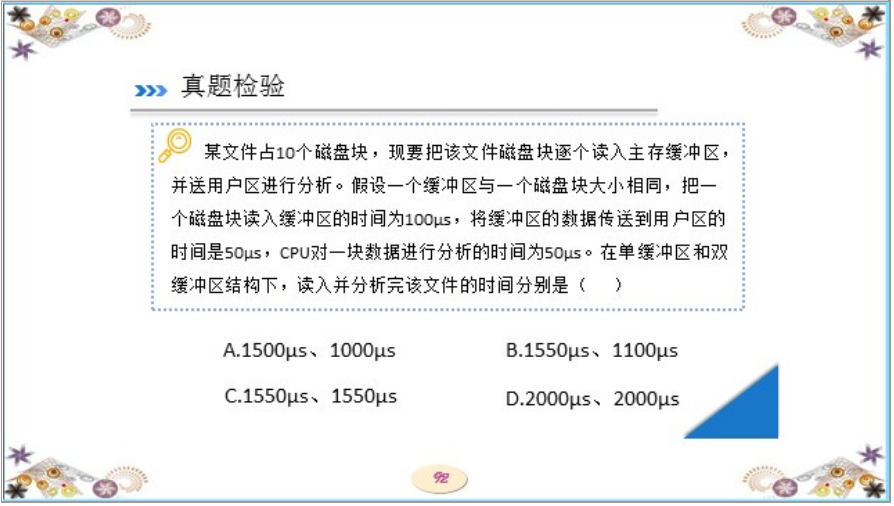 真题检验
某文件占10个磁盘块，现要把该文件磁盘块逐个读入主存缓冲区，
并送用户区进行分析。假设一个缓冲区与一个磁盘块大小相同，把一
个磁盘块读入缓冲区的时间为100μs，将缓冲区的数据传送到用户区的
时间是50μs，CPU对一块数据进行分析的时间为50μs。在单缓冲区和双
缓冲区结构下，读入并分析完该文件的时间分别是（ ）
A.1500μs、1000μs
B.1550μs、1100μs
C.1550μs、1550μs
D.2000μs、2000μs